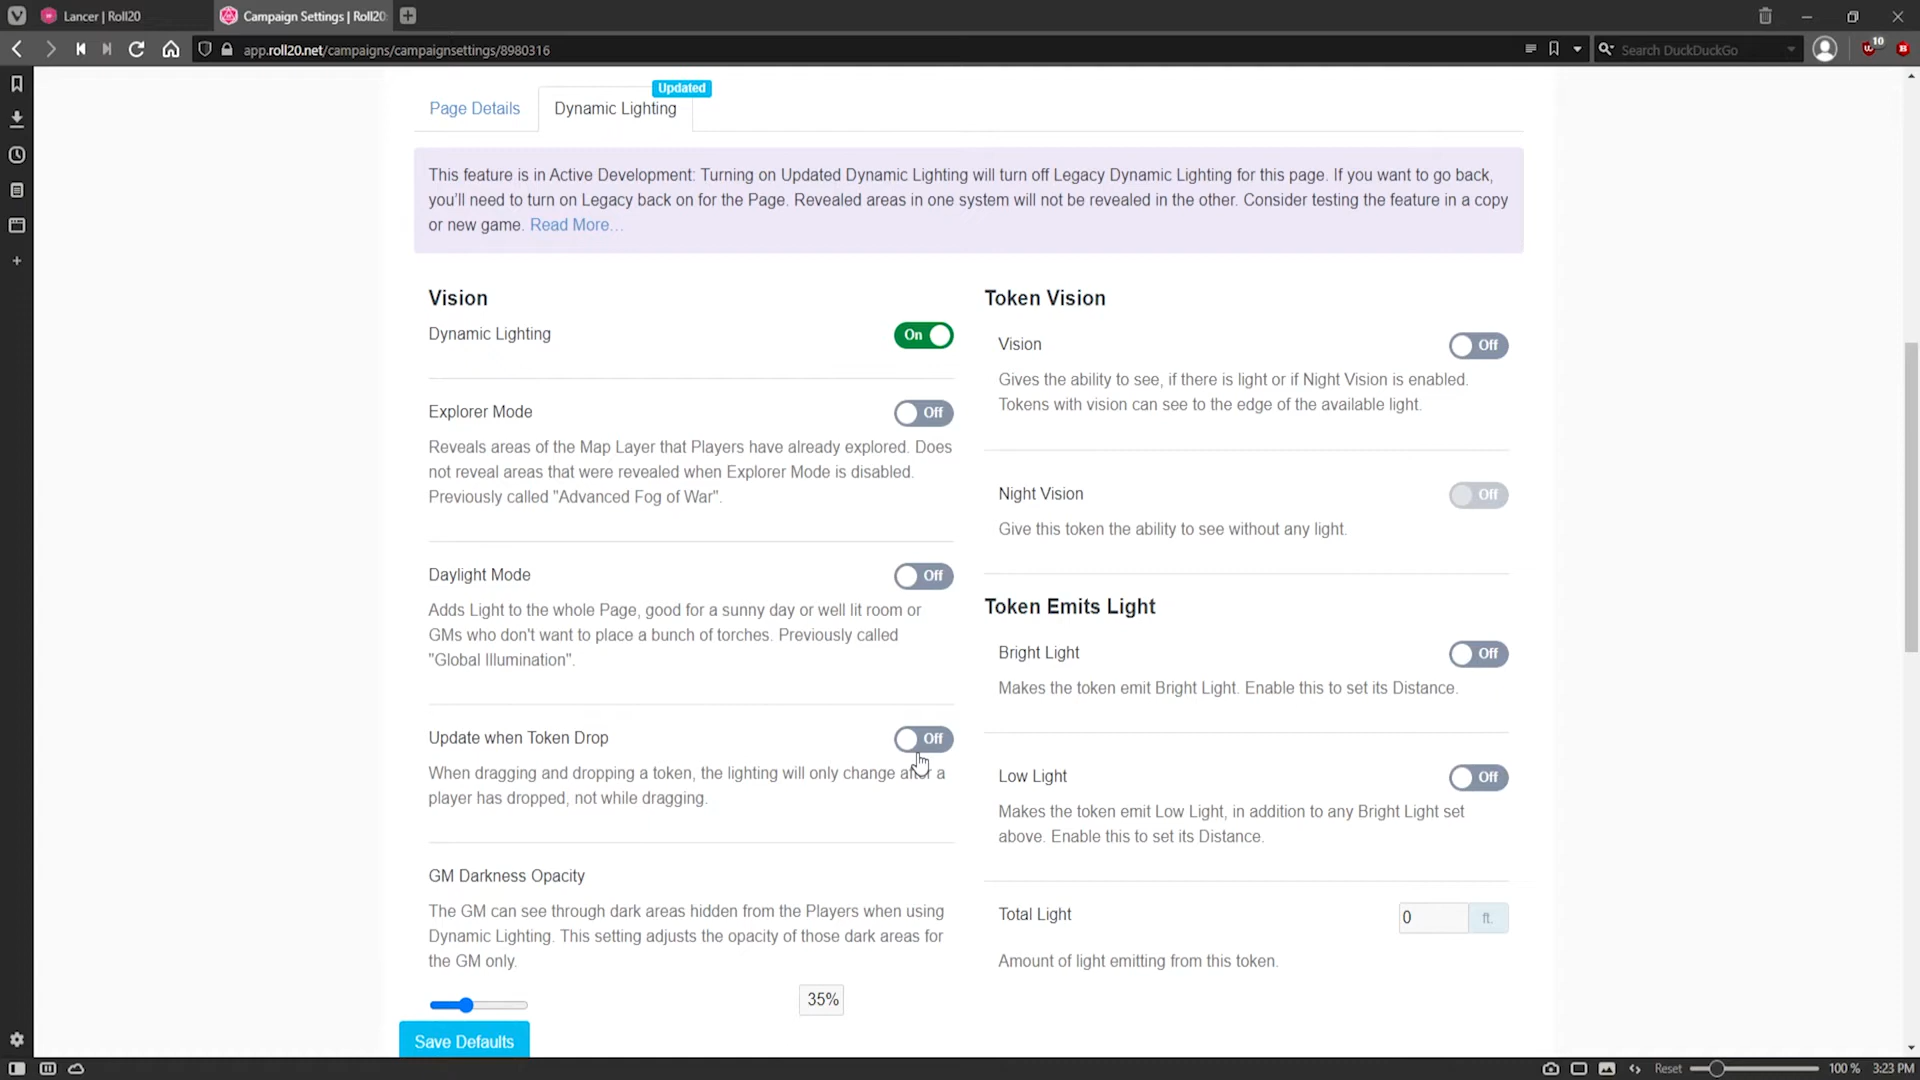 Lancer | Roll20
Campaign Settings | Roll20
app.roll20.net/campaigns/campaignsettings/8980316
Search DuckDuckGo
10
Updated
Page Details
Dynamic Lighting
This feature is in Active Development: Turning on Updated Dynamic Lighting will turn off Legacy Dynamic Lighting for this page. If you want to go back,
you'll need to turn on Legacy back on for the Page. Revealed areas in one system will not be revealed in the other. Consider testing the feature in a copy
or new game. Read More…
Vision
Dynamic Lighting
On
Explorer Mode
Off
Reveals areas of the Map Layer that Players have already explored. Does
not reveal areas that were revealed when Explorer Mode is disabled.
Previously called "Advanced Fog of War".
Daylight Mode
Off
Adds Light to the whole Page, good for a sunny day or well lit room or
GMs who don't want to place a bunch of torches. Previously called
"Global Illumination".
Update when Token Drop
Off
When dragging and dropping a token, the lighting will only change after a
player has dropped, not while dragging.
GM Darkness Opacity
The GM can see through dark areas hidden from the Players when using
Dynamic Lighting. This setting adjusts the opacity of those dark areas for
the GM only.
35%
Save Defaults
Token Vision
Vision
Off
Gives the ability to see, if there is light or if Night Vision is enabled.
Tokens with vision can see to the edge of the available light.
Night Vision
Off
Give this token the ability to see without any light.
Token Emits Light
Bright Light
Off
Makes the token emit Bright Light. Enable this to set its Distance.
Low Light
Off
Makes the token emit Low Light, in addition to any Bright Light set
above. Enable this to set its Distance.
Total Light
0
ft.
Amount of light emitting from this token.
Reset
100 %
3:23 PM